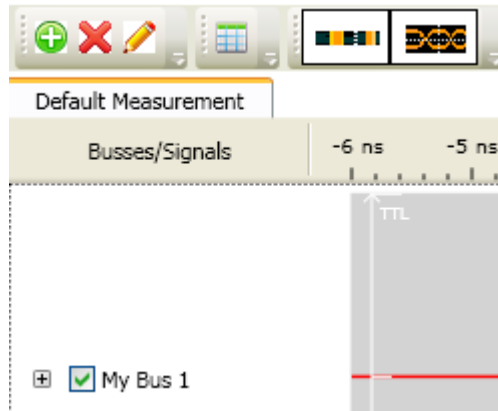 Default Measurement
Busses/Signals
-6 ns -5 ns
TTL
My Bus 1